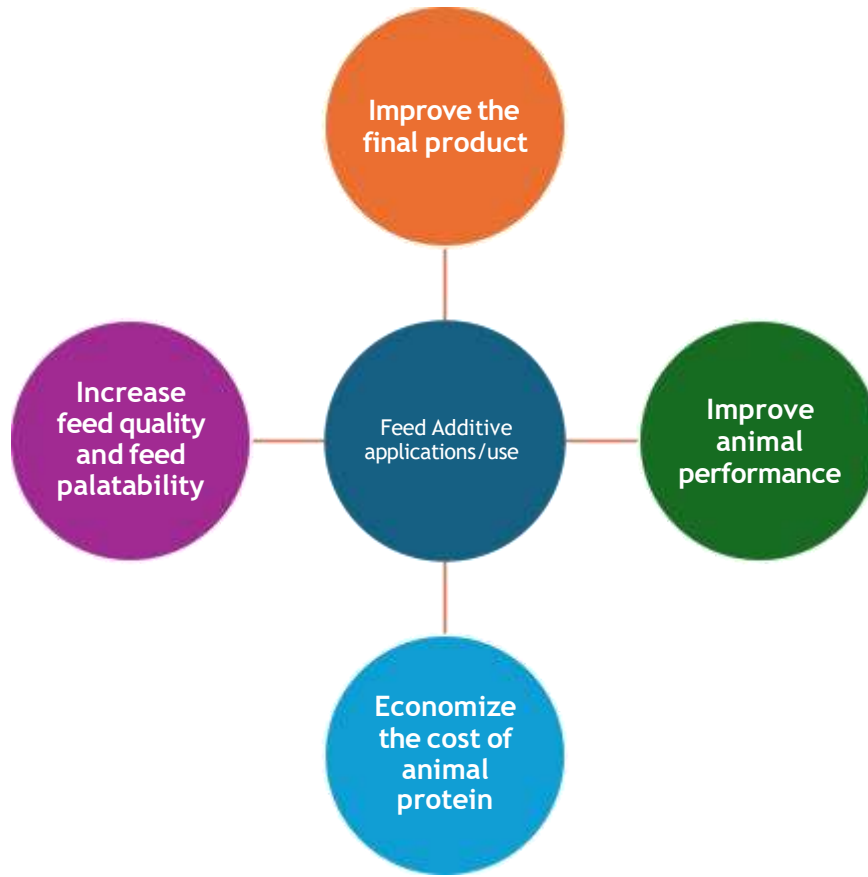 Improve the
final product
Increase
feed quality
and feed
palatability
Feed Additive
applications/use
Improve
animal
performance
Economize
the cost of
animal
protein